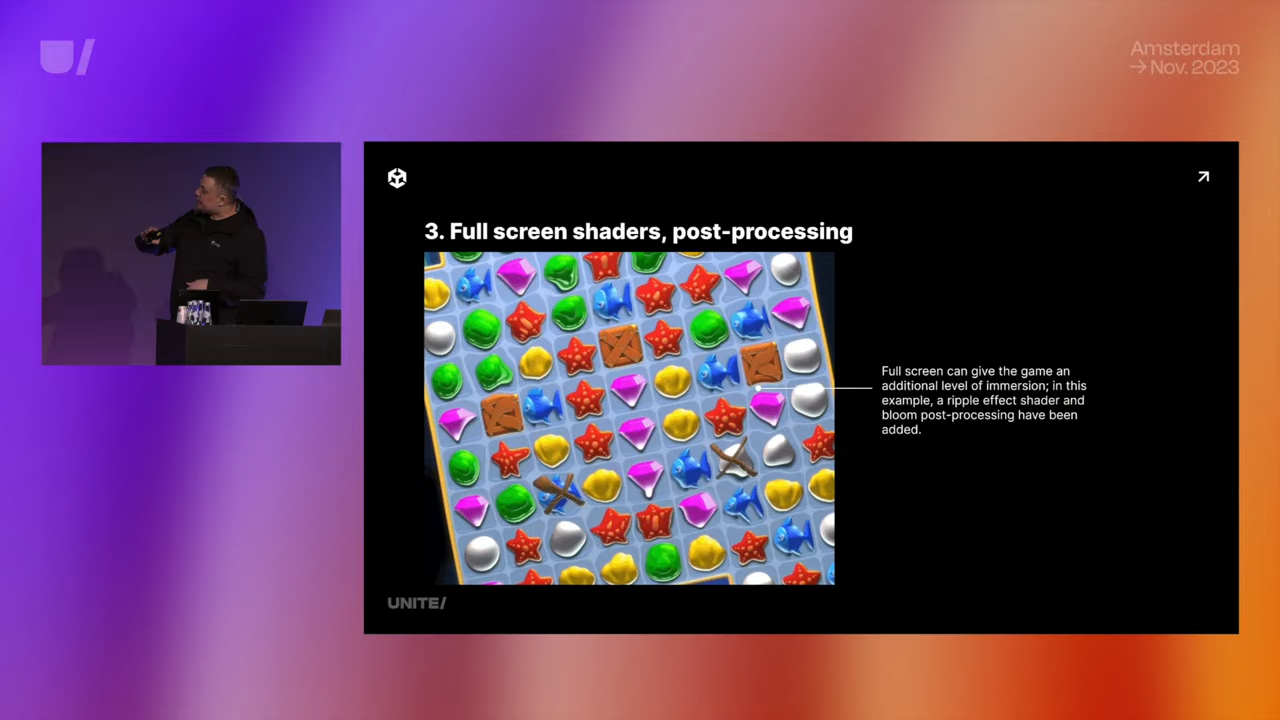 Amsterdam
→ Nov. 2023
3. Full screen shaders, post-processing
Full screen can give the game an
additional level of immersion; in this
example, a ripple effect shader and
bloom post-processing have been
added.
UNITE/